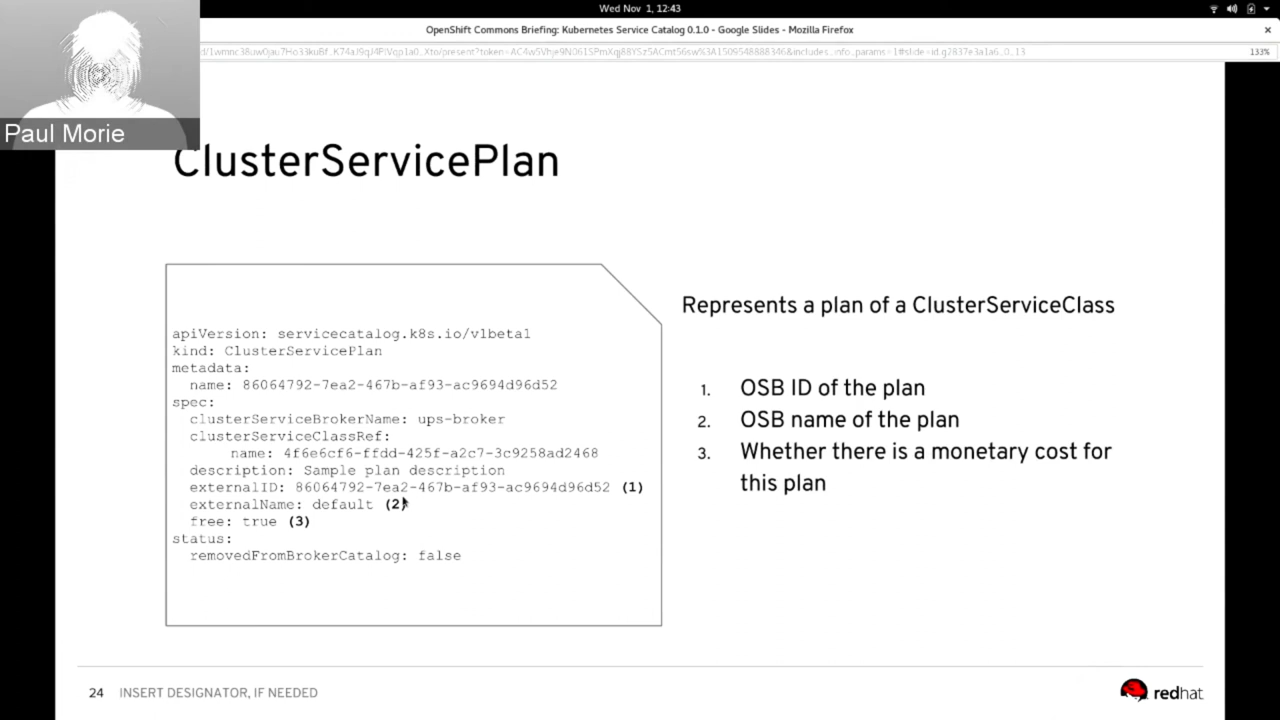 Wed Nov 1, 12:43
OpenShift Commons Briefing: Kubernetes Service Catalog 0.1.0 - Google Slides - Mozilla Firefox
133%
Paul Morie
ClusterServicePlan
apiVersion: servicecatalog.k8s.io/v1beta1
kind: ClusterServicePlan
metadata:
name: 86064792-7ea2-467b-af93-ac9694d96d52
spec:
clusterServiceBrokerName: ups-broker
clusterServiceClassRef:
name: 4f6e6cf6-ffdd-425f-a2c7-3c9258ad2468
description: Sample plan description
externalID: 86064792-7ea2-467b-af93-ac9694d96d52 (1)
externalName: default (2)
free: true (3)
status:
removedFromBrokerCatalog: false
Represents a plan of a ClusterServiceClass
1. OSB ID of the plan
2. OSB name of the plan
3. Whether there is a monetary cost for
this plan
24 INSERT DESIGNATOR, IF NEEDED
redhat